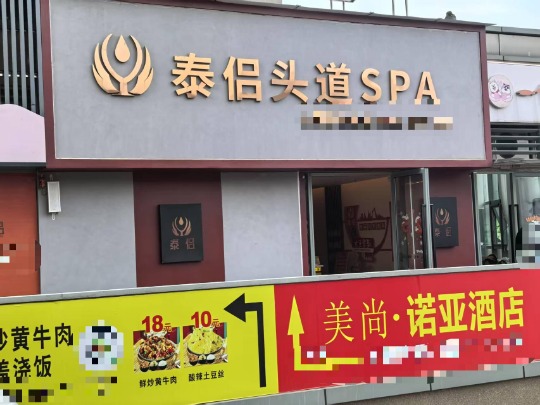 泰侣头道SPA
泰侣
泰侣
炒黄牛肉
盖浇饭
18元
10元
鲜炒黄牛肉
酸辣土豆丝
美尚·诺亚酒店